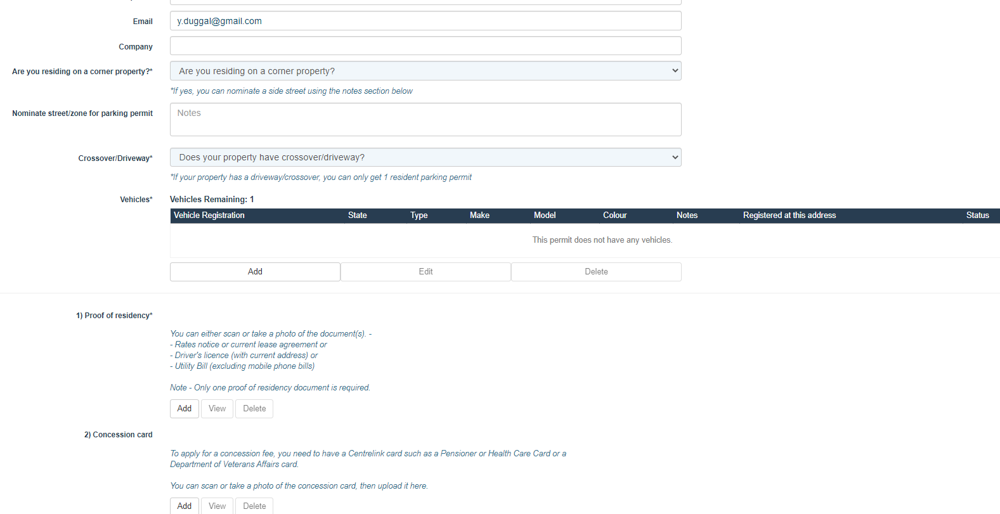 Email
y.duggal@gmail.com
Company
Are you residing on a corner property?*
Are you residing on a corner property?
*If yes, you can nominate a side street using the notes section below
Nominate street/zone for parking permit
Notes
Crossover/Driveway*
Does your property have crossover/driveway?
*If your property has a driveway/crossover, you can only get 1 resident parking permit
Vehicles*
Vehicles Remaining: 1
Vehicle Registration State Type Make Model Colour Notes Registered at this address Status
This permit does not have any vehicles.
Add Edit Delete
1) Proof of residency*
You can either scan or take a photo of the document(s). -
- Rates notice or current lease agreement or
- Driver's licence (with current address) or
- Utility Bill (excluding mobile phone bills)
Note - Only one proof of residency document is required.
Add View Delete
2) Concession card
To apply for a concession fee, you need to have a Centrelink card such as a Pensioner or Health Care Card or a
Department of Veterans Affairs card.
You can scan or take a photo of the concession card, then upload it here.
Add View Delete